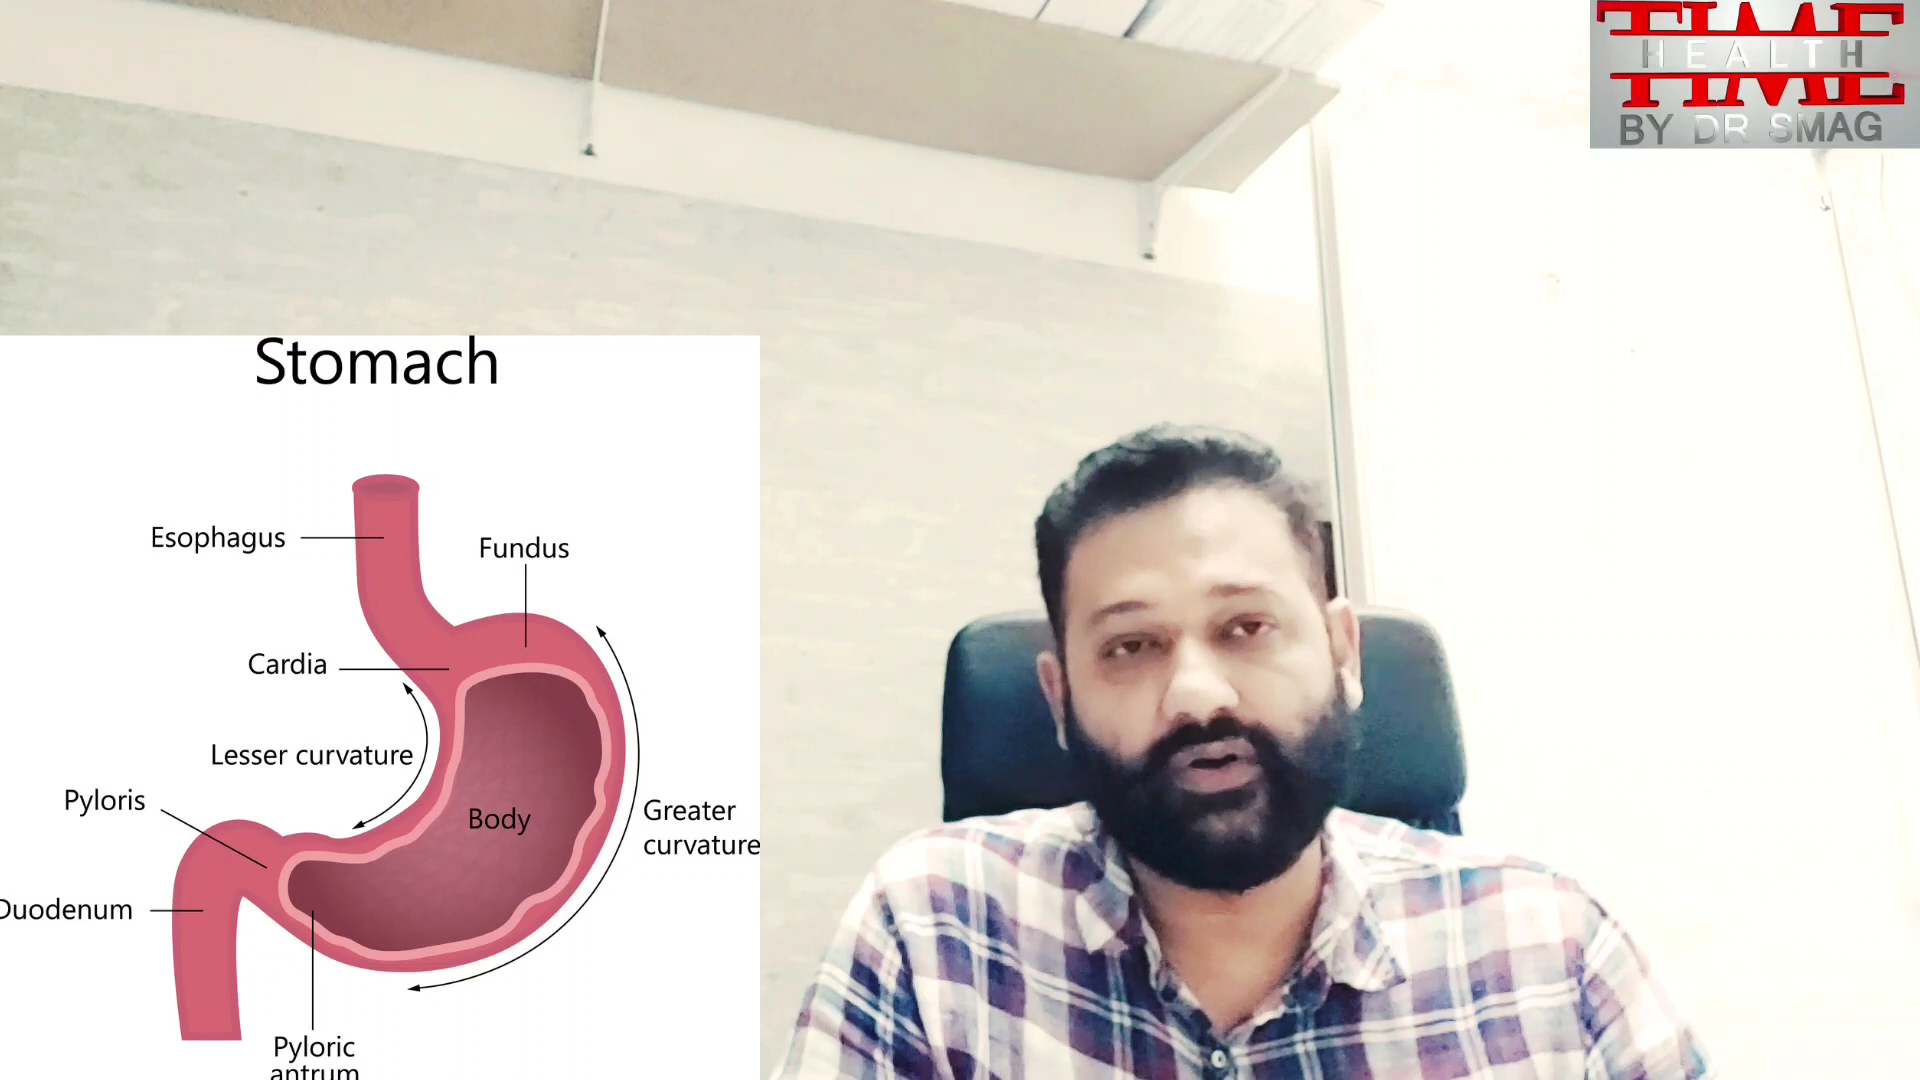 TIME
HEALTH
TIME
BY DR SMAG
Stomach
Esophagus
Fundus
Cardia
Lesser curvature
Pyloris
Body
Greater
curvature
Duodenum
Pyloric
antrum